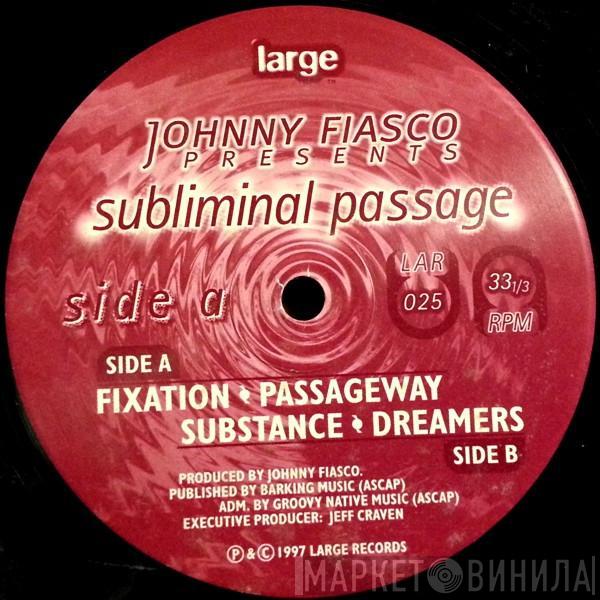 large
™
JOHNNY FIASCO
PRESENTS
subliminal passage
side a
LAR
025
33 1/3
RPM
SIDE A
FIXATION PASSAGEWAY
SUBSTANCE DREAMERS
SIDE B
PRODUCED BY JOHNNY FIASCO.
PUBLISHED BY BARKING MUSIC (ASCAP)
ADM. BY GROOVY NATIVE MUSIC (ASCAP)
EXECUTIVE PRODUCER: JEFF CRAVEN
℗ & © 1997 LARGE RECORDS
МАРКЕТ ВИНИЛА